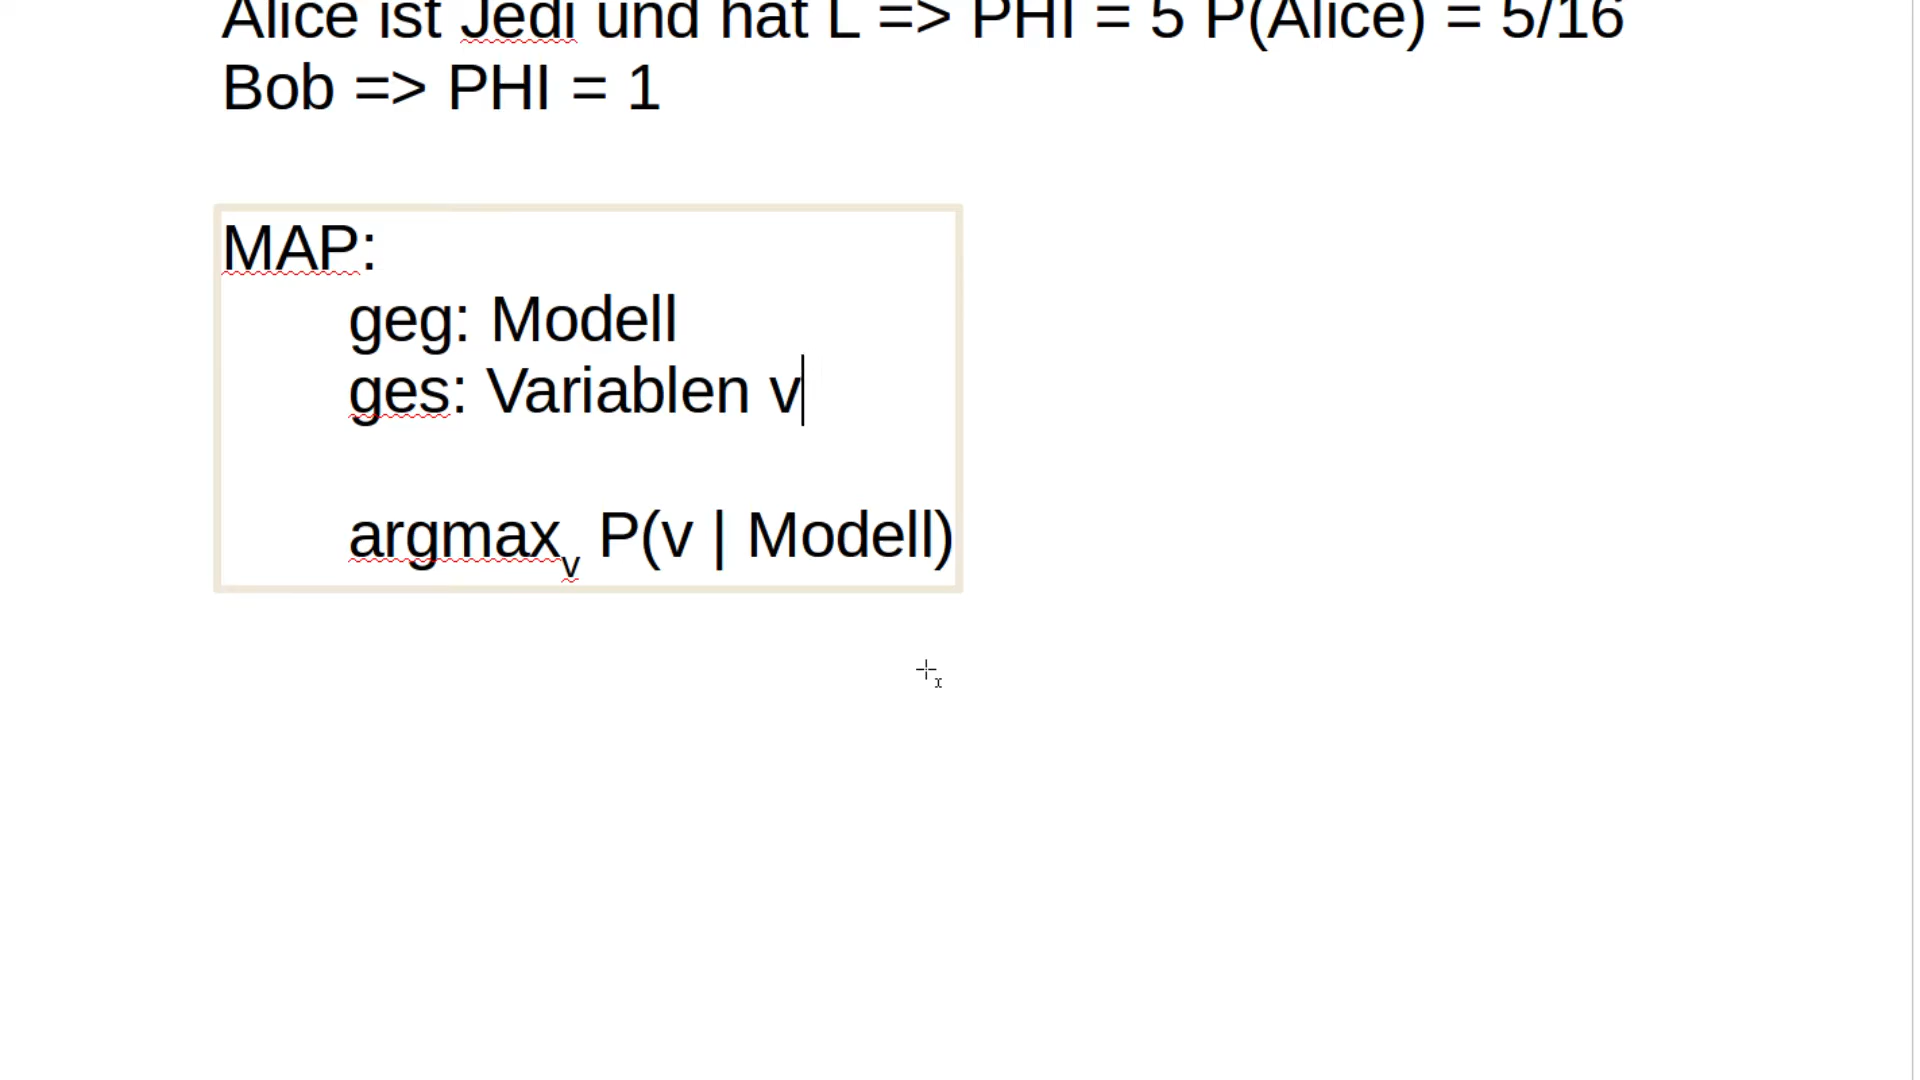 Alice ist Jedi und hat L => PHI = 5 P(Alice) = 5/16
Bob => PHI = 1
MAP:
geg: Modell
ges: Variablen v
argmaxv P(v | Modell)